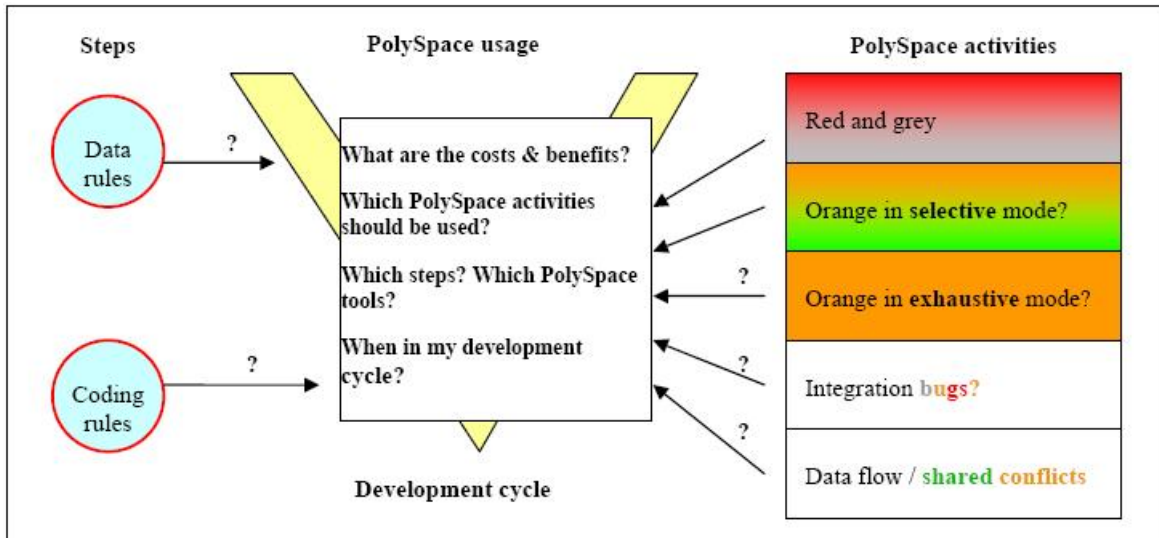 Steps
PolySpace usage
PolySpace activities
Data
rules
?
Coding
rules
?
What are the costs & benefits?
Which PolySpace activities
should be used?
Which steps? Which PolySpace
tools?
When in my development
cycle?
Development cycle
Red and grey
Orange in selective mode?
?
Orange in exhaustive mode?
?
Integration bugs?
?
Data flow / shared conflicts